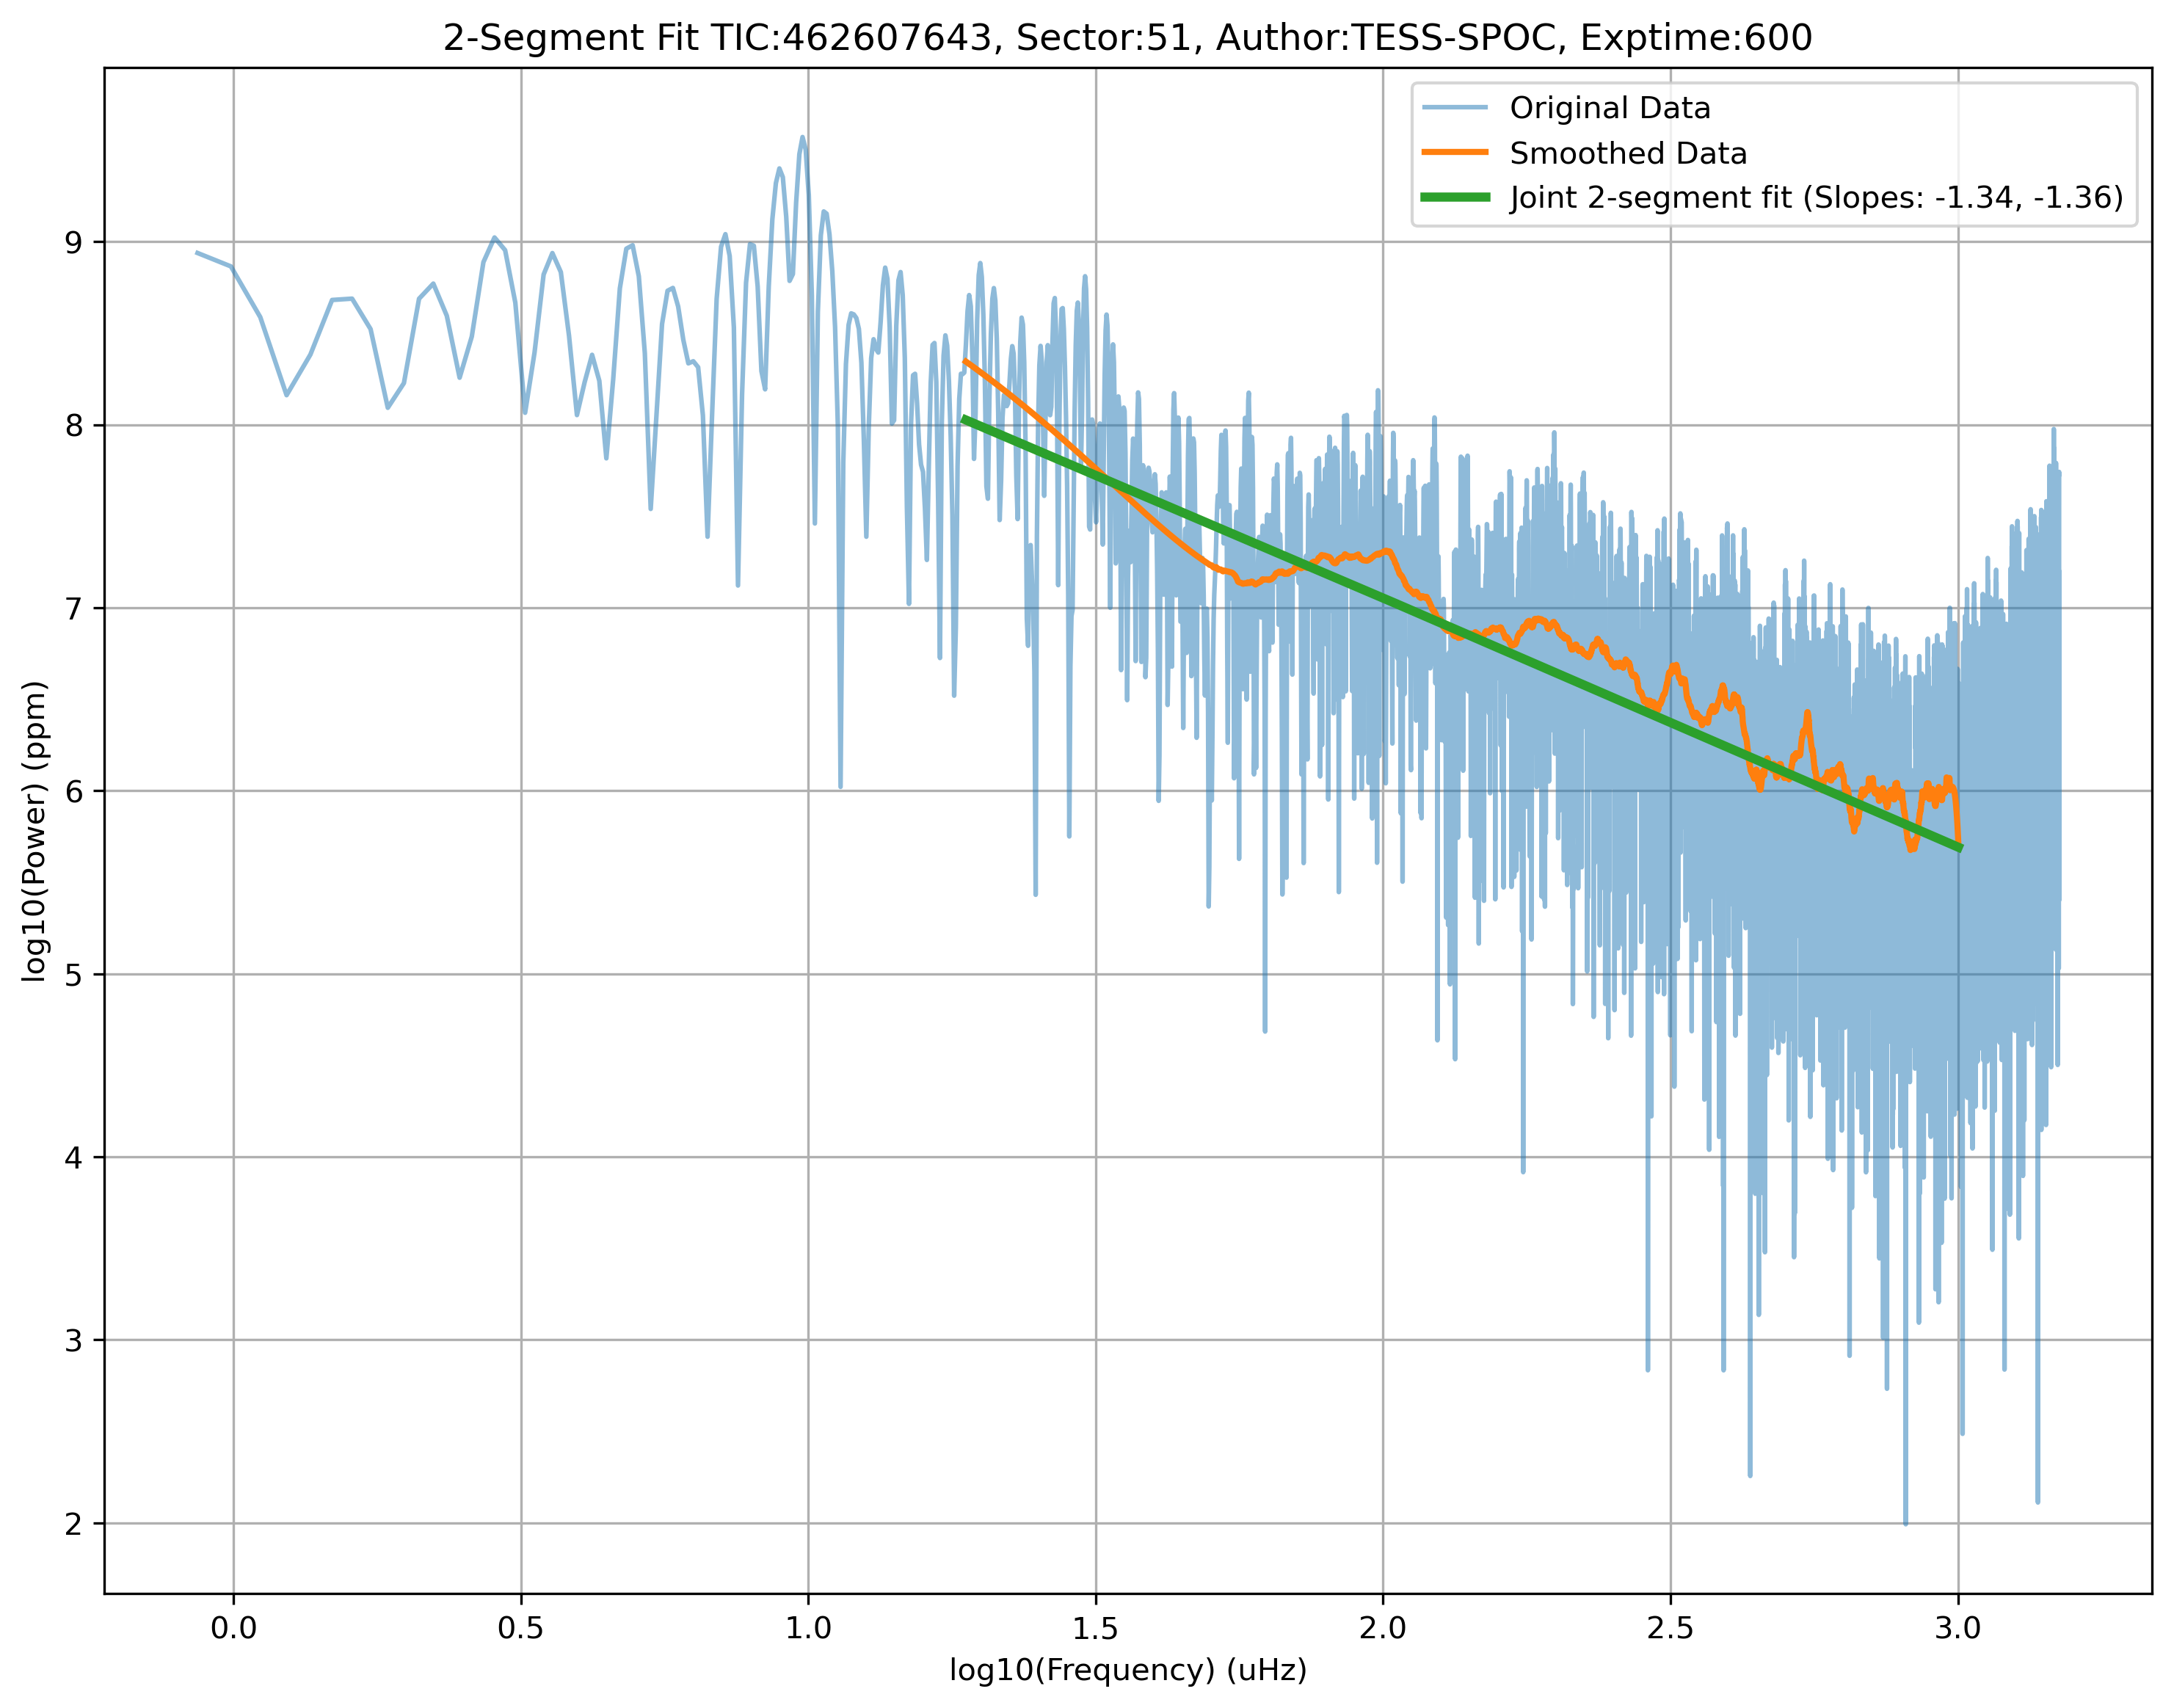 2-Segment Fit TIC:462607643, Sector:51, Author:TESS-SPOC, Exptime:600
Original Data
Smoothed Data
Joint 2-segment fit (Slopes: -1.34, -1.36)
log10(Power) (ppm)
9
8
7
6
5
4
3
2
0.0 0.5 1.0 1.5 2.0 2.5 3.0
log10(Frequency) (uHz)